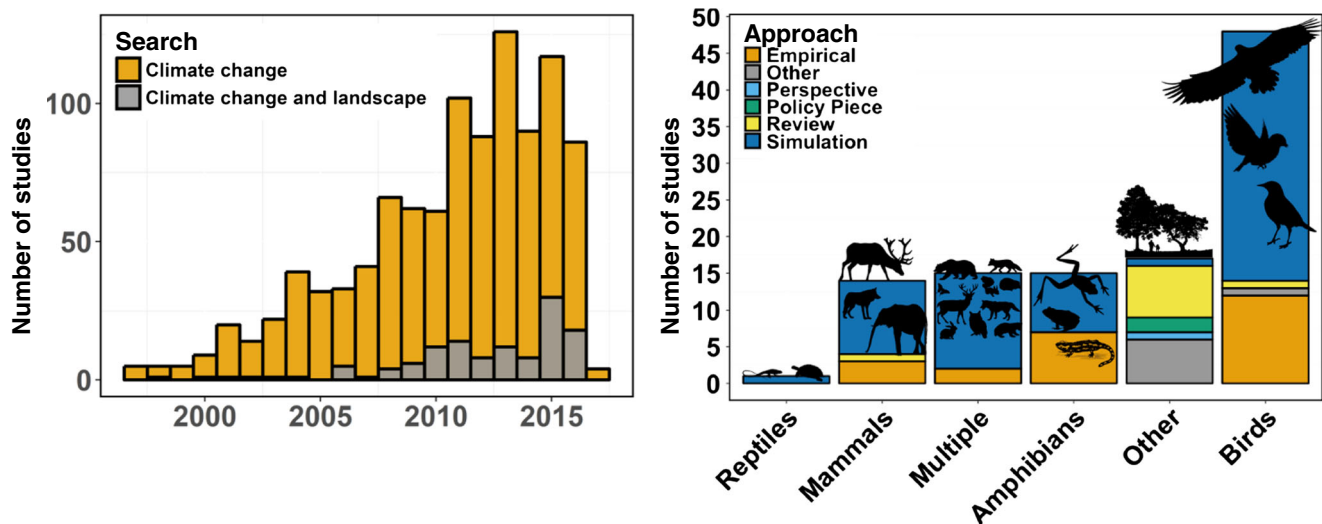 Search
Climate change
Climate change and landscape
Number of studies
100
50
0
2000
2005
2010
2015
Approach
Empirical
Other
Perspective
Policy Piece
Review
Simulation
Number of studies
50
45
40
35
30
25
20
15
10
5
0
Reptiles
Mammals
Multiple
Amphibians
Other
Birds